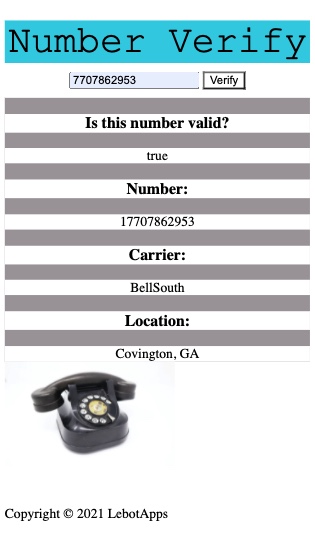 Number Verify
7707862953 Verify
Is this number valid?
true
Number:
17707862953
Carrier:
BellSouth
Location:
Covington, GA
Copyright © 2021 LebotApps